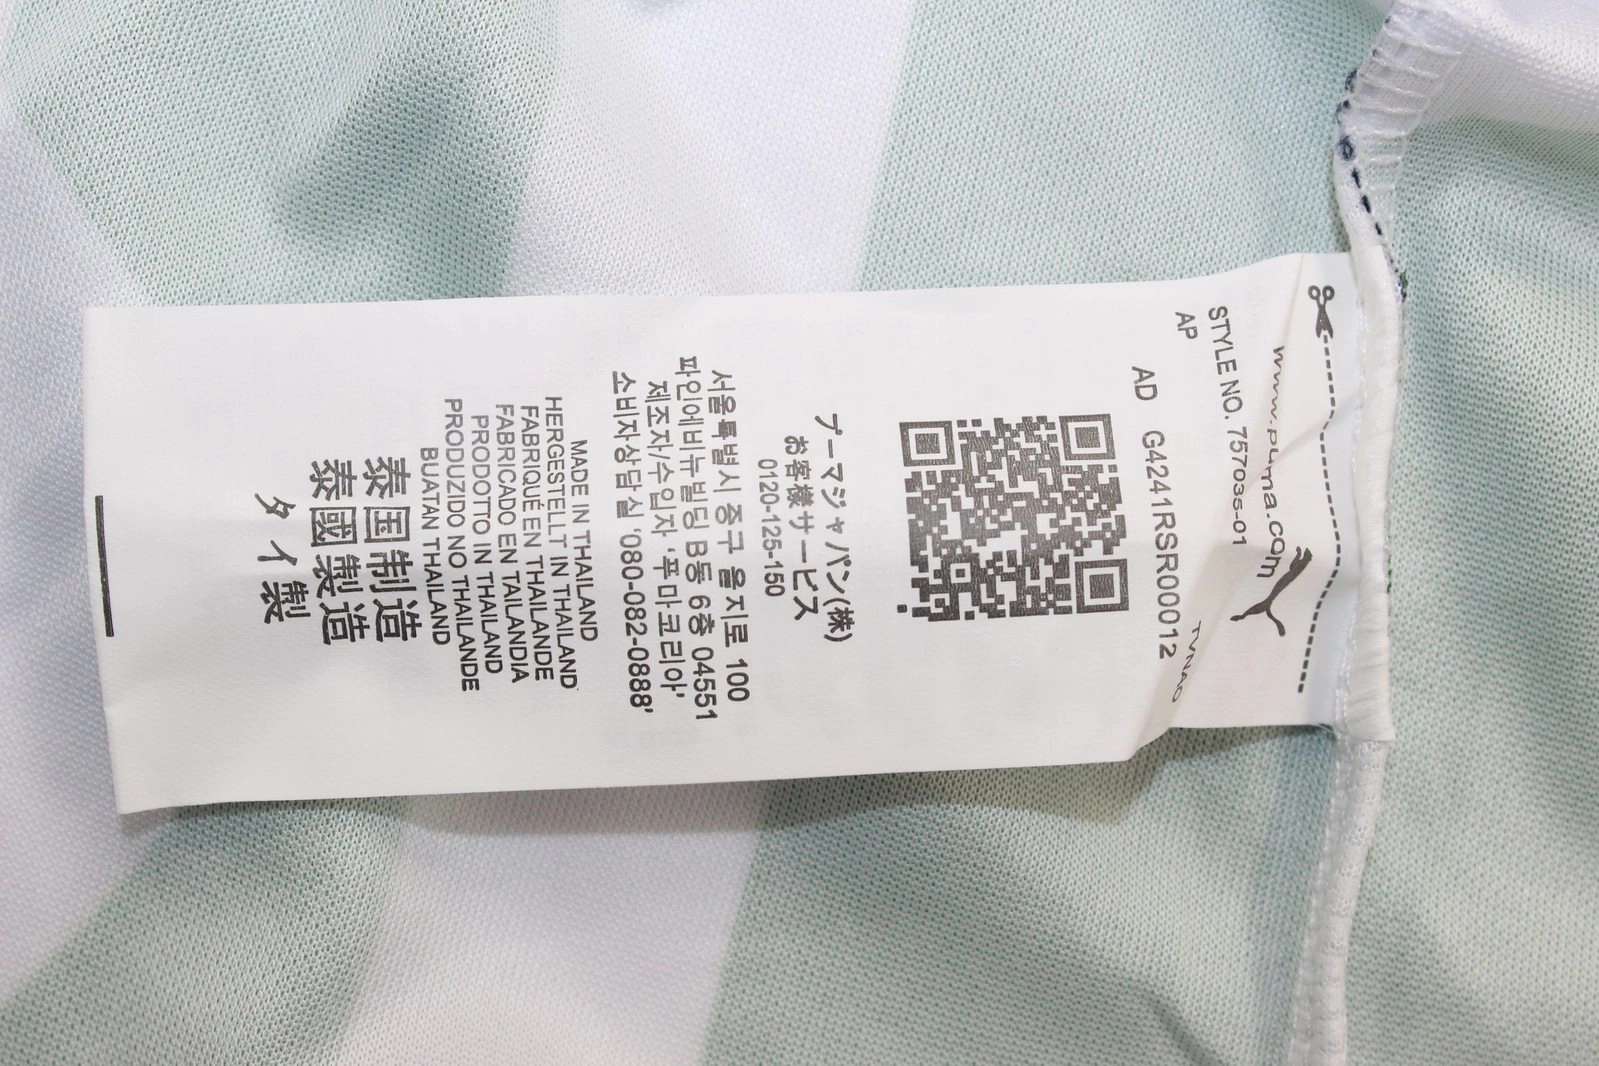 www.puma.com
STYLE NO. 757035-01
AP
TVNAO
AD G4241RSR00012
プーマジャパン(株)
お客様サービス
0120-125-150
서울특별시 중구 을지로 100
파인에비뉴빌딩 B동 6층 04551
제조자/수입자 '푸마코리아'
소비자상담실 '080-082-0888'
MADE IN THAILAND
HERGESTELLT IN THAILAND
FABRIQUÉ EN THAILANDE
FABRICADO EN TAILANDIA
PRODOTTO IN THAILAND
PRODUZIDO NO THAILANDE
BUATAN THAILAND
泰国制造
泰國製造
タイ製